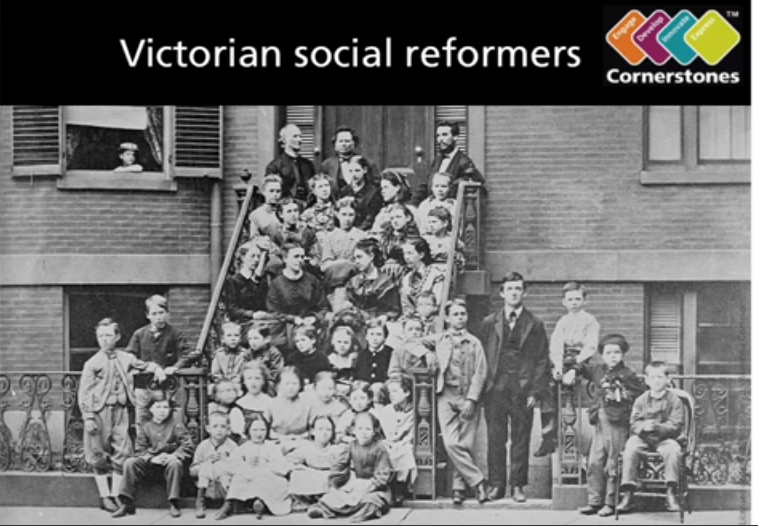 Victorian social reformers
Engage
Develop
Innovate
Express
TM
Cornerstones